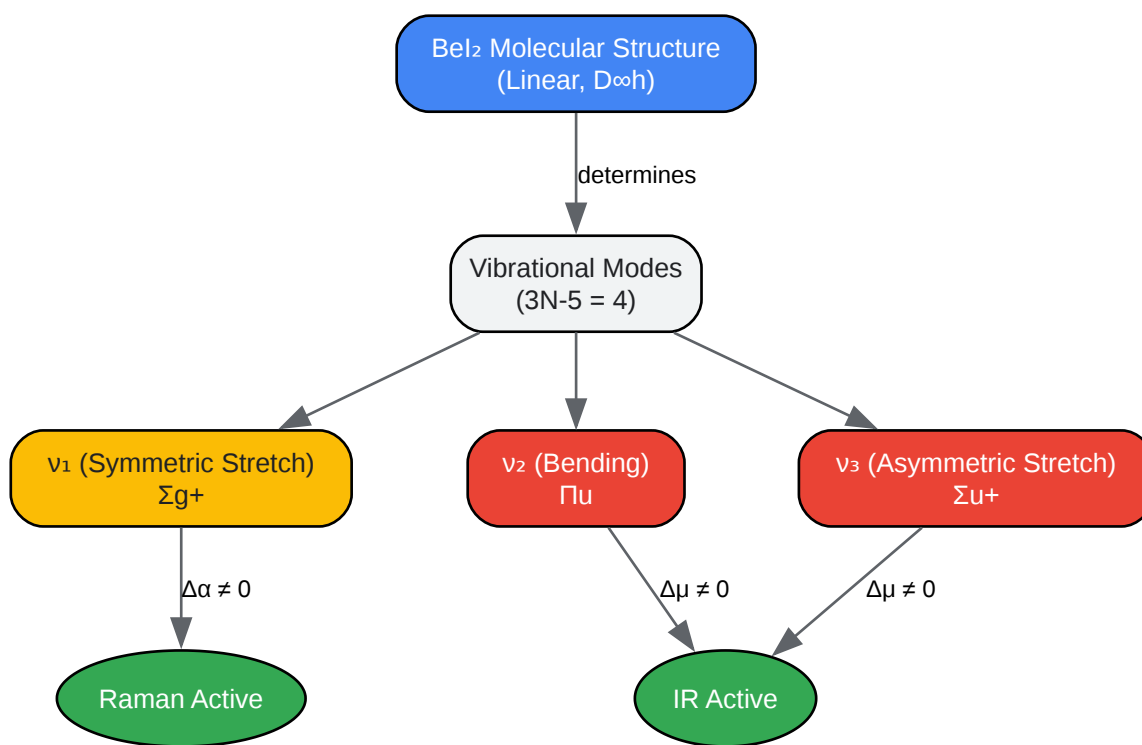 BeI₂ Molecular Structure
(Linear, D∞h)
determines
Vibrational Modes
(3N-5 = 4)
ν₁ (Symmetric Stretch)
Σg+
ν₂ (Bending)
Πu
ν₃ (Asymmetric Stretch)
Σu+
Δα ≠ 0
Δμ ≠ 0
Δμ ≠ 0
Raman Active
IR Active